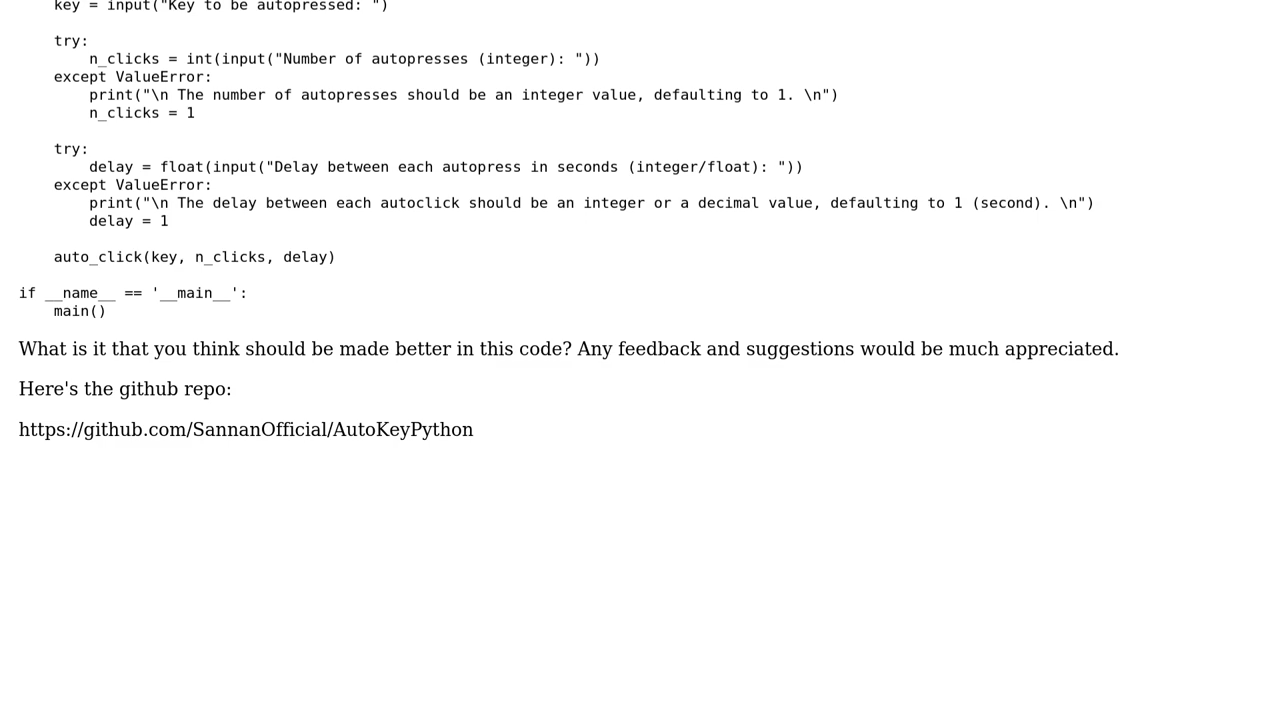 key = input("Key to be autopressed: ")

    try:
        n_clicks = int(input("Number of autopresses (integer): "))
    except ValueError:
        print("\n The number of autopresses should be an integer value, defaulting to 1. \n")
        n_clicks = 1

    try:
        delay = float(input("Delay between each autopress in seconds (integer/float): "))
    except ValueError:
        print("\n The delay between each autoclick should be an integer or a decimal value, defaulting to 1 (second). \n")
        delay = 1

    auto_click(key, n_clicks, delay)

if __name__ == '__main__':
    main()

What is it that you think should be made better in this code? Any feedback and suggestions would be much appreciated.

Here's the github repo:

https://github.com/SannanOfficial/AutoKeyPython